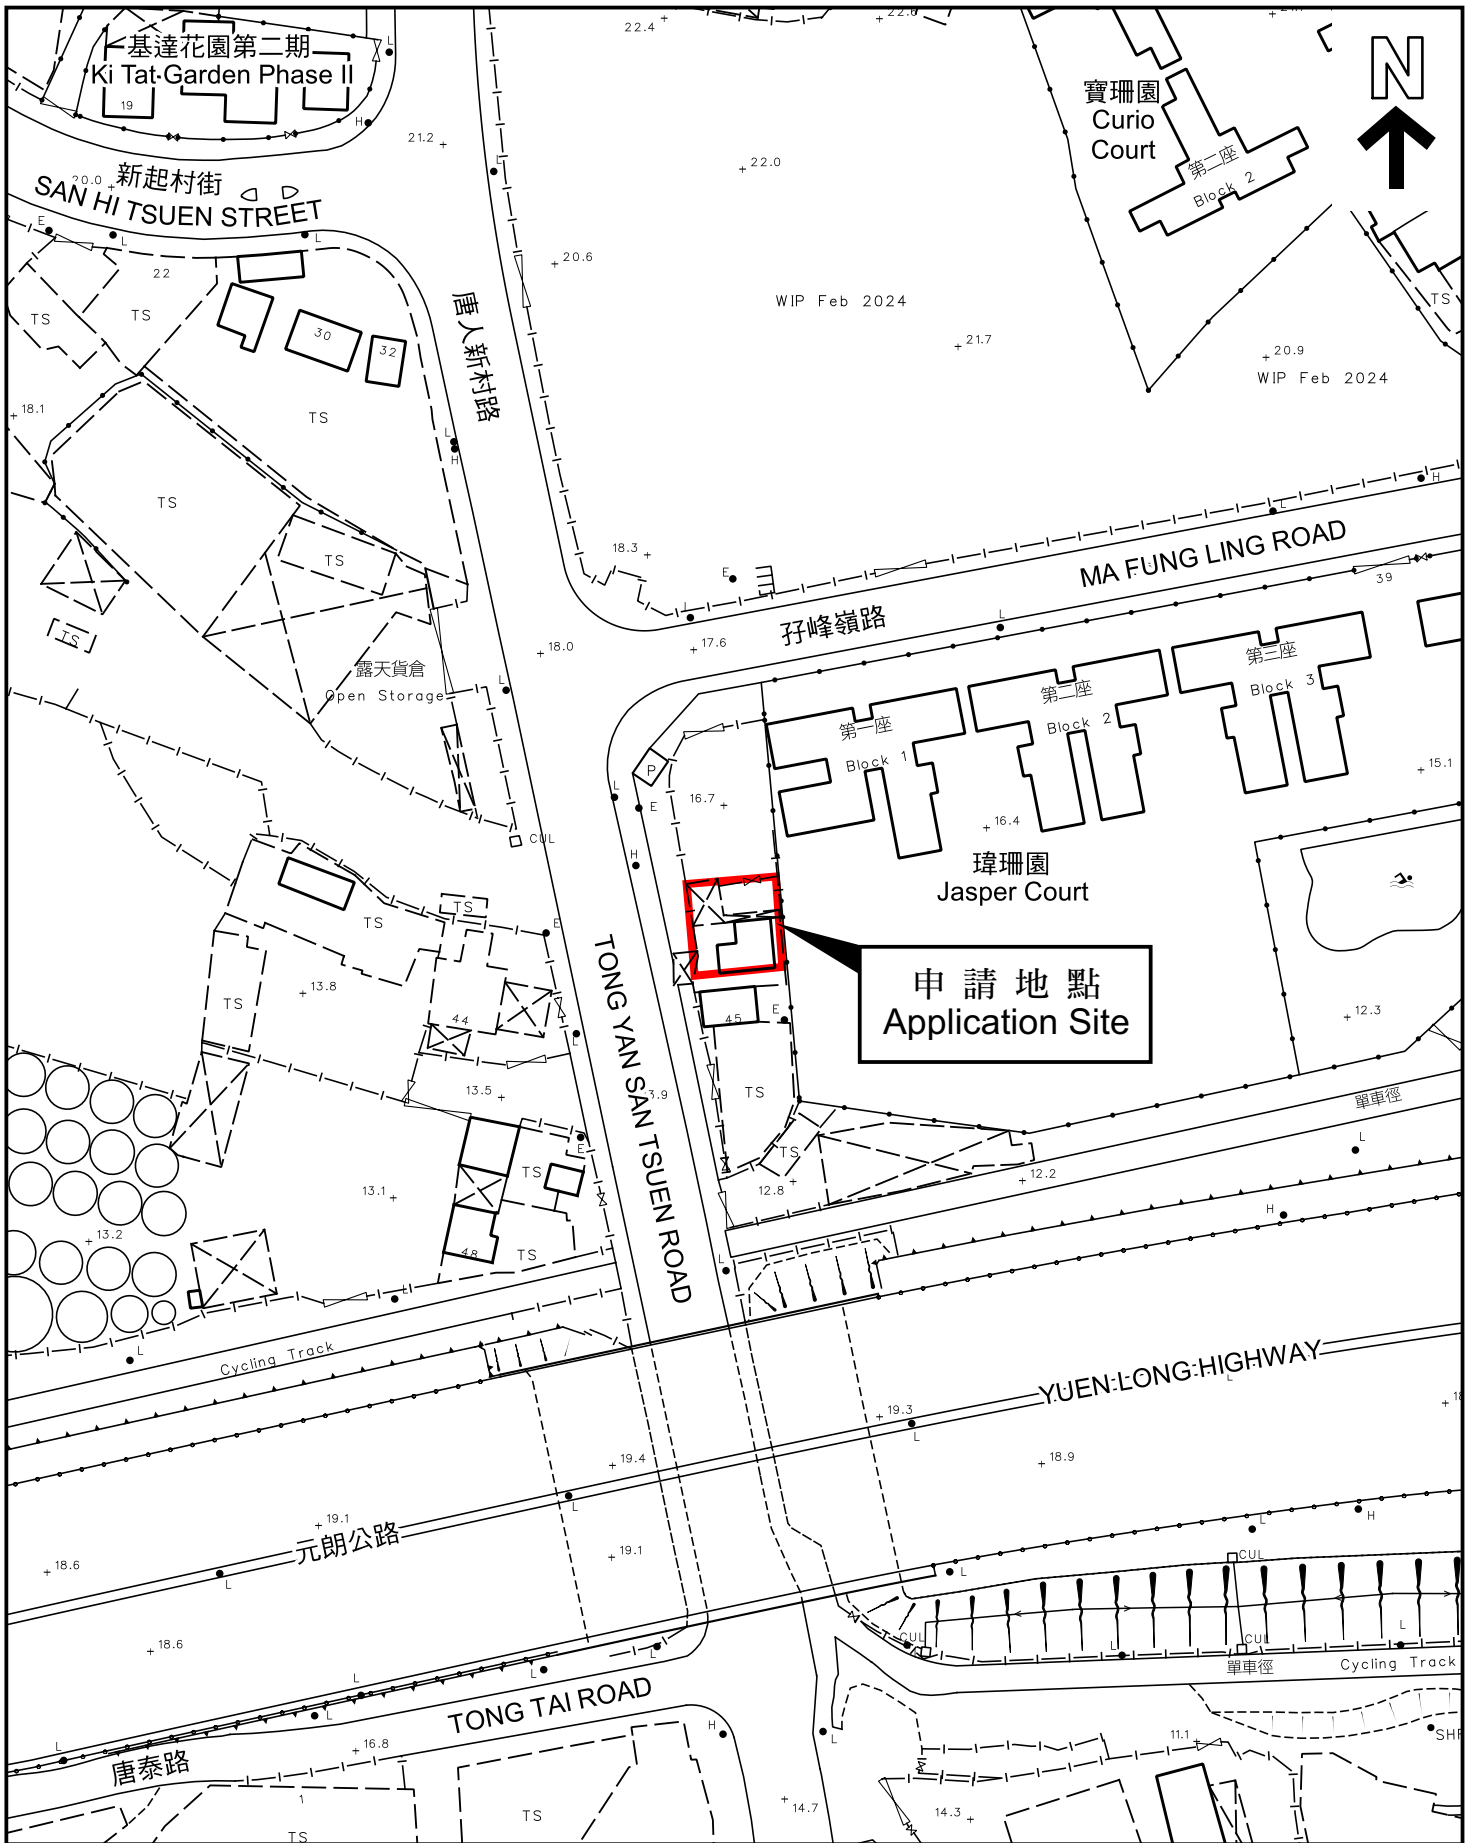 22.4
22.6
基達花園第二期
Ki Tat Garden Phase II
19
L
H
21.2
L
22.0
寶珊園
Curio
Court
第二座
Block 2
N
新起村街
20.0
SAN HI TSUEN STREET
E
L
L
22
TS
TS
30
32
唐人新村路
20.6
WIP Feb 2024
21.7
20.9
WIP Feb 2024
TS
18.1
TS
L
H
TS
TS
TS
18.3
E
L
L
H
MA FUNG LING ROAD
39
孖峰嶺路
L
17.6
18.0
露天貨倉
Open Storage
L
第一座
Block 1
第二座
Block 2
第三座
Block 3
15.1
P
L
E
16.7
16.4
H
CUL
瑋珊園
Jasper Court
TS
TS
E
TS
13.8
44
L
申請地點
Application Site
45
E
12.3
TONG YAN SAN TSUEN ROAD
13.5
3.9
TS
單車徑
L
E
TS
TS
12.8
12.2
13.1
H
13.2
48
TS
L
L
L
Cycling Track
YUEN LONG HIGHWAY
L
19.3
L
19.4
18.9
L
19.1
元朗公路
19.1
18.6
L
L
H
L
CUL
18.6
CUL
L
L
CUL
L
單車徑
Cycling Track
L
L
TONG TAI ROAD
L
H
L
L
唐泰路
16.8
11.1
1
TS
TS
14.7
14.3